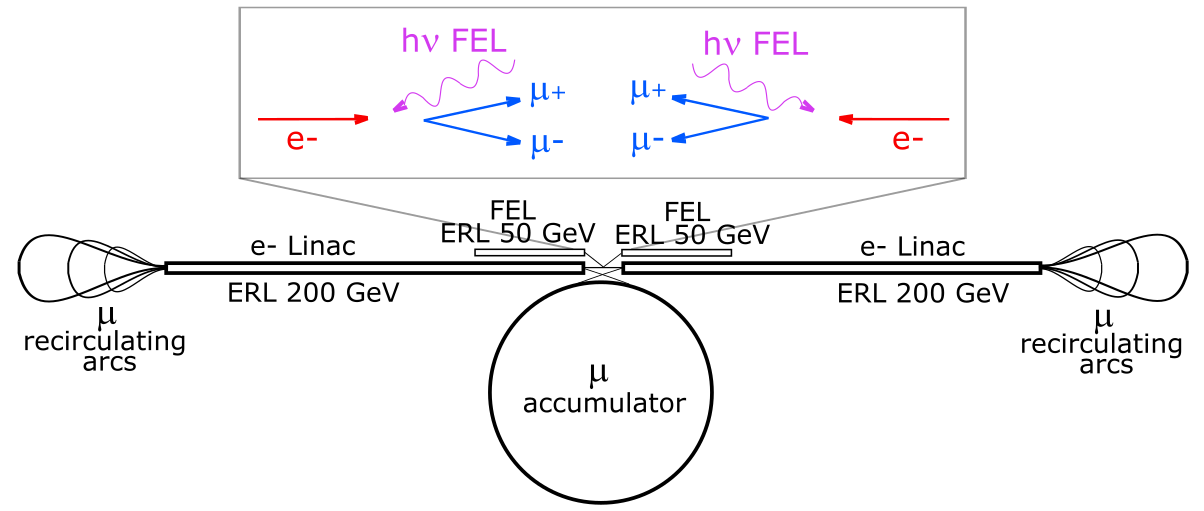 hν FEL
hν FEL
μ+
μ+
e-
μ-
μ-
e-
FEL
ERL 50 GeV
FEL
ERL 50 GeV
e- Linac
e- Linac
ERL 200 GeV
ERL 200 GeV
μ
recirculating
arcs
μ
recirculating
arcs
μ
accumulator